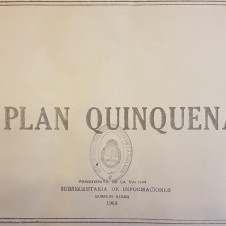 PLAN QUINQUENA
PRESIDENCIA DE LA NACION
SUBSECRETARIA DE INFORMACIONES
BUENOS AIRES